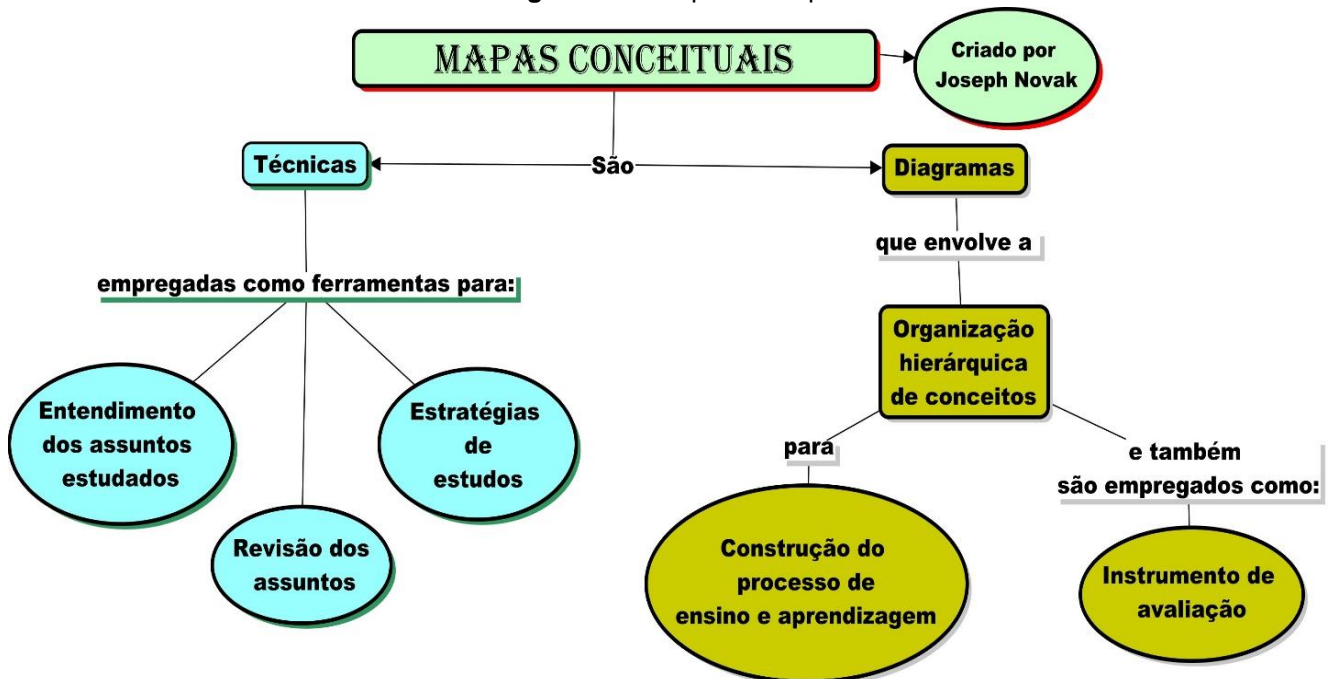 MAPAS CONCEITUAIS
Criado por
Joseph Novak
Técnicas
São
Diagramas
que envolve a
empregadas como ferramentas para:
Organização
hierárquica
de conceitos
Entendimento
dos assuntos
estudados
Estratégias
de
estudos
Revisão dos
assuntos
para
e também
são empregados como:
Construção do
processo de
ensino e aprendizagem
Instrumento de
avaliação